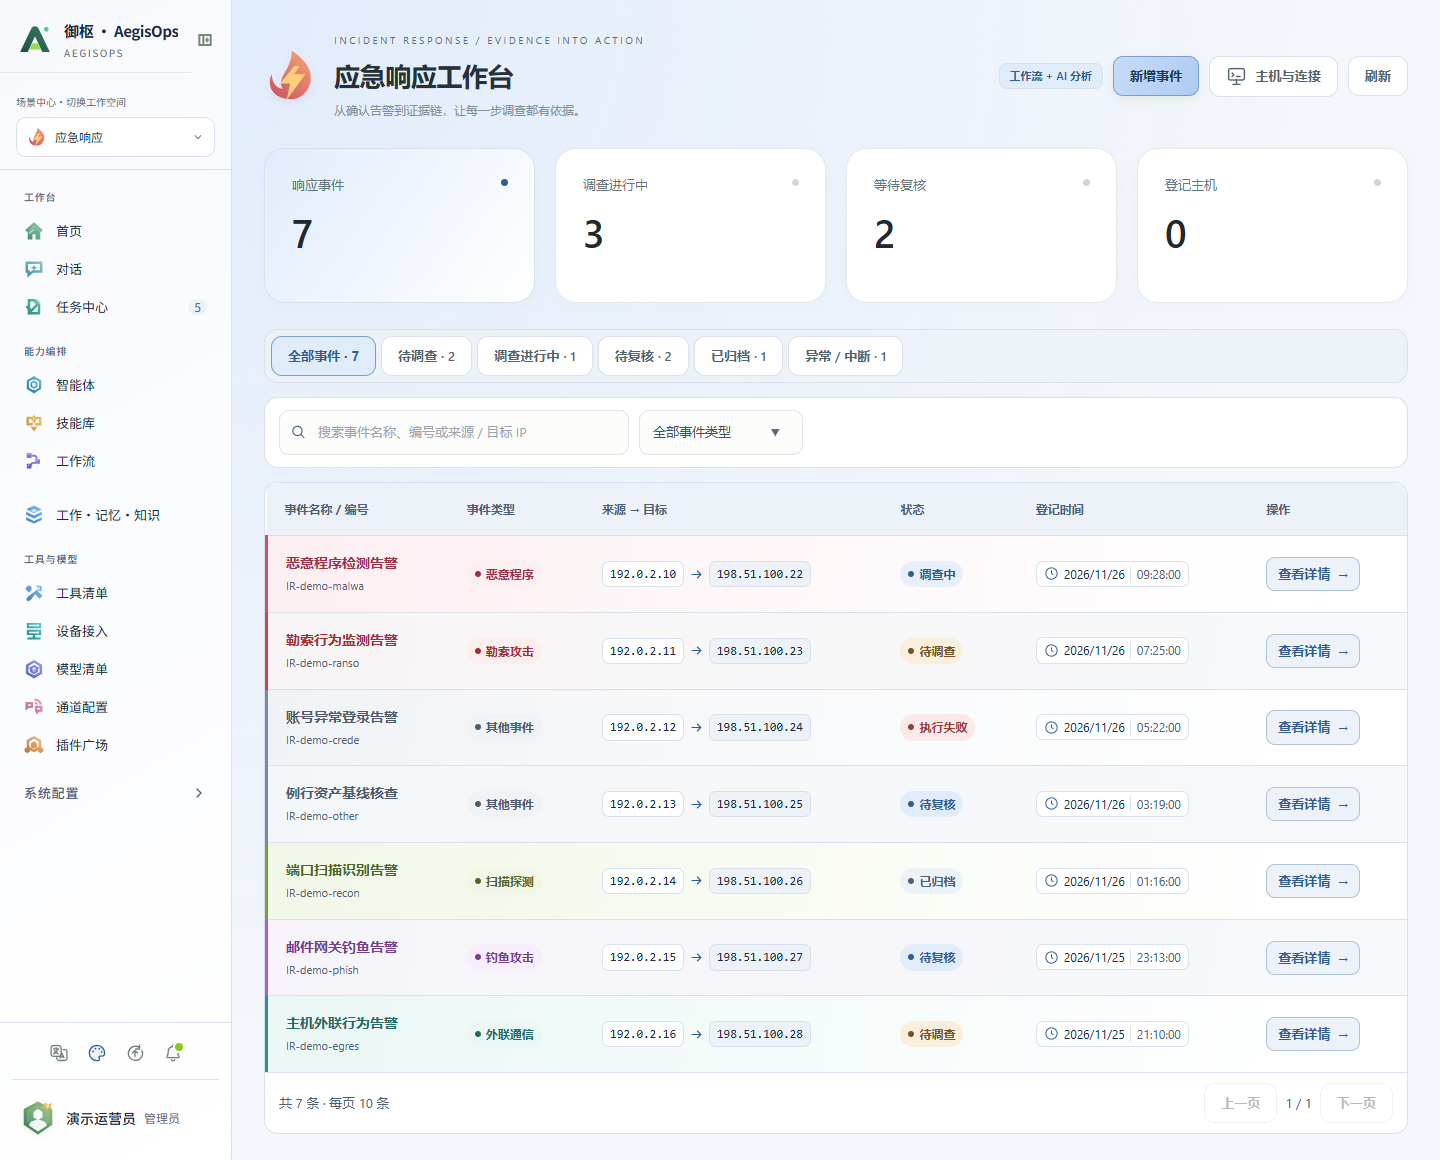 御枢 · AegisOps
AEGISOPS
场景中心 · 切换工作空间
应急响应
工作台
首页
对话
任务中心 5
能力编排
智能体
技能库
工作流
工作 · 记忆 · 知识
工具与模型
工具清单
设备接入
模型清单
通道配置
插件广场
系统配置
演示运营员 管理员
INCIDENT RESPONSE / EVIDENCE INTO ACTION
应急响应工作台
从确认告警到证据链，让每一步调查都有依据。
工作流 + AI 分析 新增事件 主机与连接 刷新
响应事件 调查进行中 等待复核 登记主机
7 3 2 0
全部事件 · 7 待调查 · 2 调查进行中 · 1 待复核 · 2 已归档 · 1 异常 / 中断 · 1
搜索事件名称、编号或来源 / 目标 IP 全部事件类型 ▼
事件名称 / 编号 事件类型 来源 → 目标 状态 登记时间 操作
恶意程序检测告警
IR-demo-malwa
恶意程序 192.0.2.10 → 198.51.100.22 调查中 2026/11/26 09:28:00 查看详情 →
勒索行为监测告警
IR-demo-ranso
勒索攻击 192.0.2.11 → 198.51.100.23 待调查 2026/11/26 07:25:00 查看详情 →
账号异常登录告警
IR-demo-crede
其他事件 192.0.2.12 → 198.51.100.24 执行失败 2026/11/26 05:22:00 查看详情 →
例行资产基线核查
IR-demo-other
其他事件 192.0.2.13 → 198.51.100.25 待复核 2026/11/26 03:19:00 查看详情 →
端口扫描识别告警
IR-demo-recon
扫描探测 192.0.2.14 → 198.51.100.26 已归档 2026/11/26 01:16:00 查看详情 →
邮件网关钓鱼告警
IR-demo-phish
钓鱼攻击 192.0.2.15 → 198.51.100.27 待复核 2026/11/25 23:13:00 查看详情 →
主机外联行为告警
IR-demo-egres
外联通信 192.0.2.16 → 198.51.100.28 待调查 2026/11/25 21:10:00 查看详情 →
共 7 条 · 每页 10 条 上一页 1 / 1 下一页